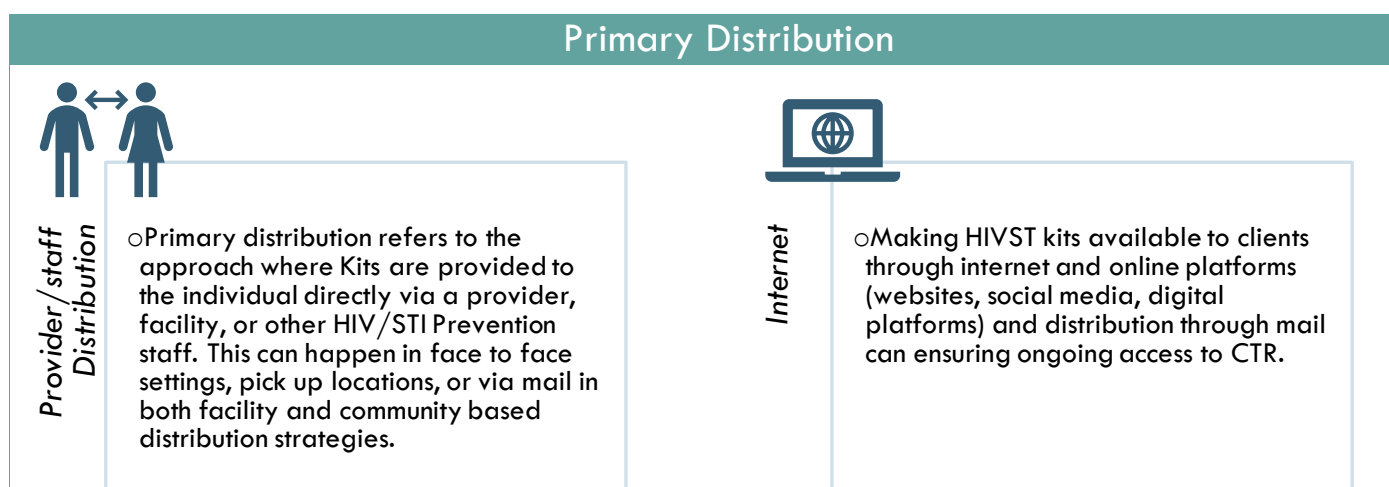 Primary Distribution
Provider/staff
Distribution
oPrimary distribution refers to the
approach where Kits are provided to
the individual directly via a provider,
facility, or other HIV/STI Prevention
staff. This can happen in face to face
settings, pick up locations, or via mail in
both facility and community based
distribution strategies.
Internet
oMaking HIVST kits available to clients
through internet and online platforms
(websites, social media, digital
platforms) and distribution through mail
can ensuring ongoing access to CTR.